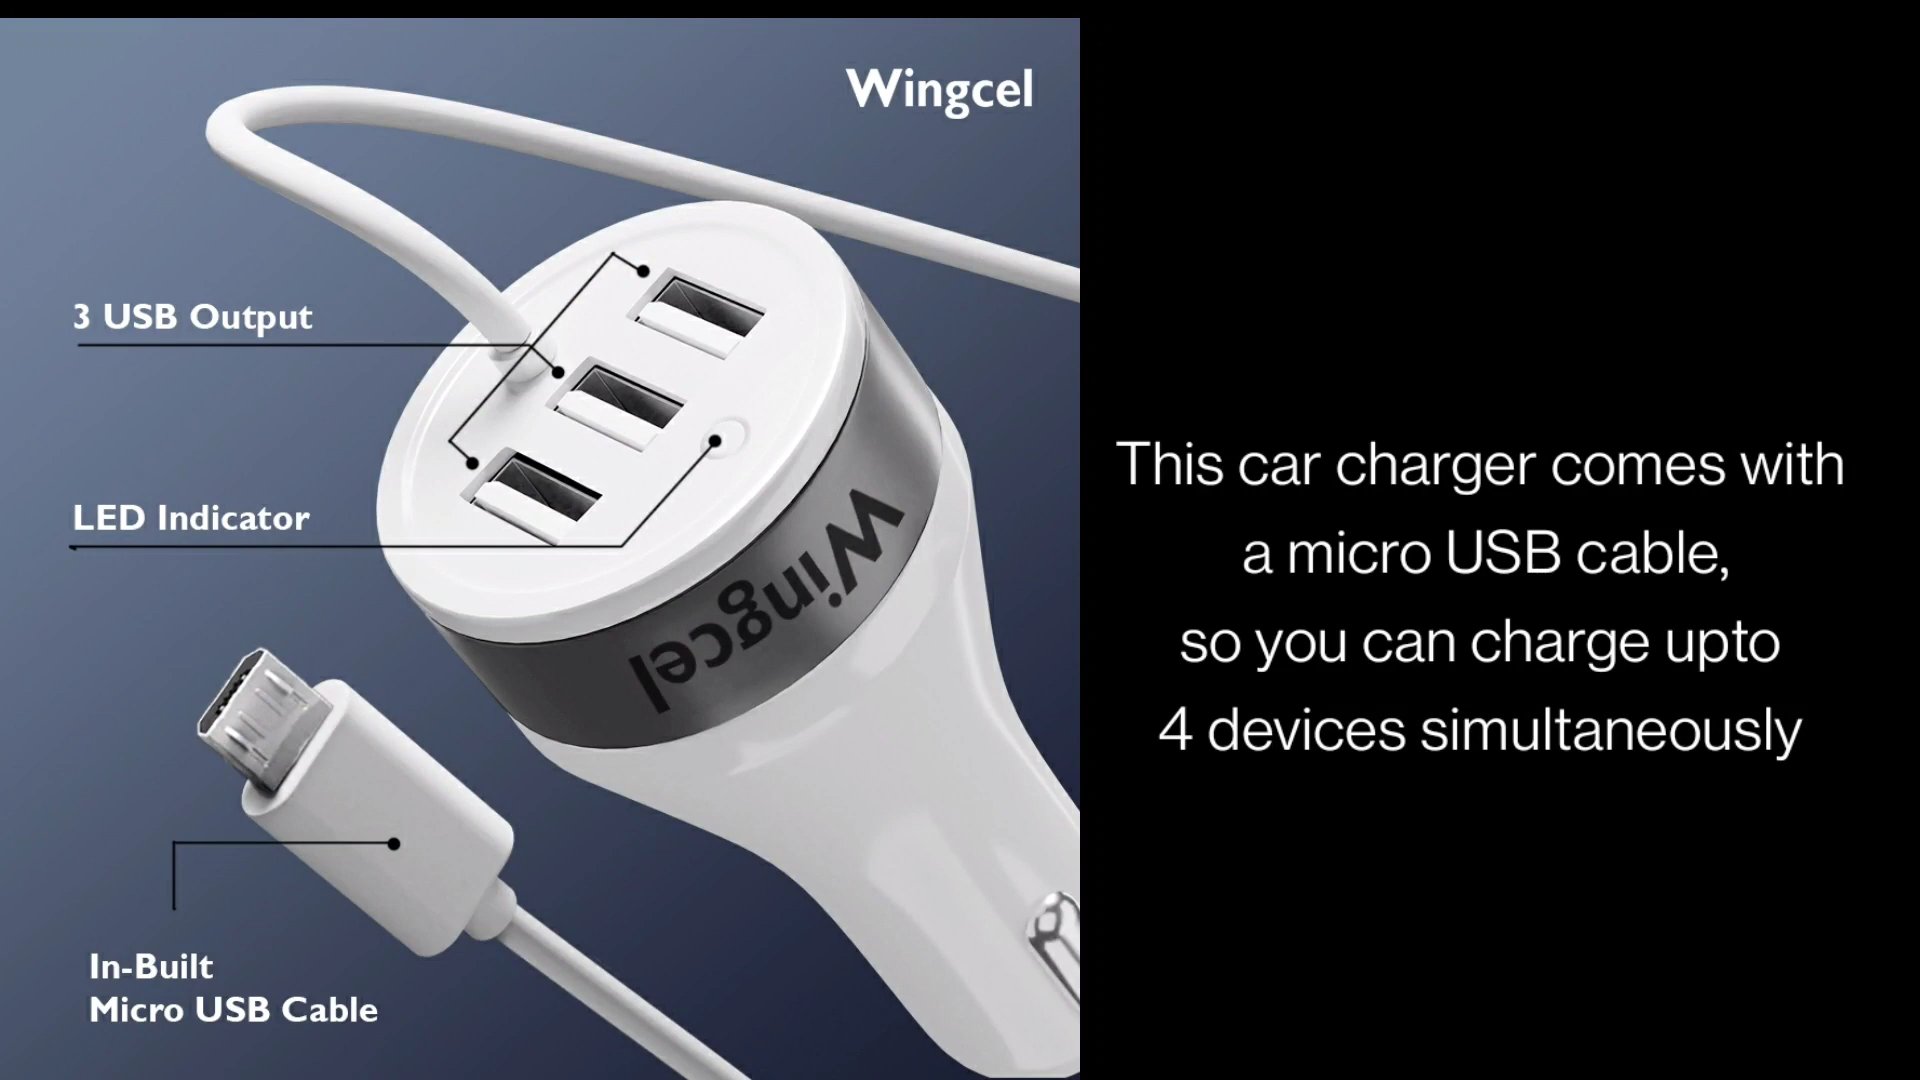 Wingcel
3 USB Output
LED Indicator
Wingcel
In-Built
Micro USB Cable
This car charger comes with
a micro USB cable,
so you can charge upto
4 devices simultaneously